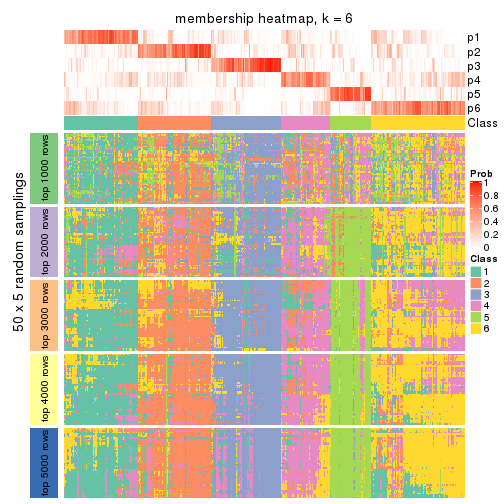 membership heatmap, k = 6
p1
p2
p3
p4
p5
p6
Class
50 x 5 random samplings
top 1000 rows
top 2000 rows
top 3000 rows
top 4000 rows
top 5000 rows
Prob
1
0.8
0.6
0.4
0.2
0
Class
1
2
3
4
5
6